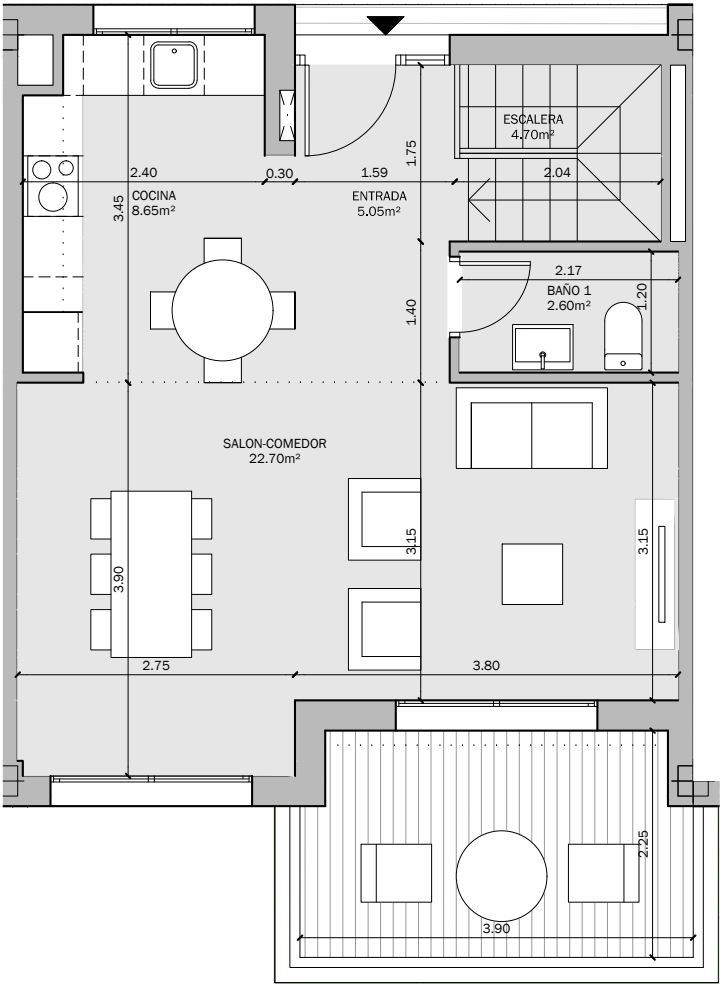 ESCALERA
4.70m²
1.75
2.40
0.30
1.59
2.04
COCINA
8.65m²
3.45
ENTRADA
5.05m²
2.17
BAÑO 1
2.60m²
1.20
1.40
SALON-COMEDOR
22.70m²
3.15
3.15
3.90
2.75
3.80
2.25
3.90